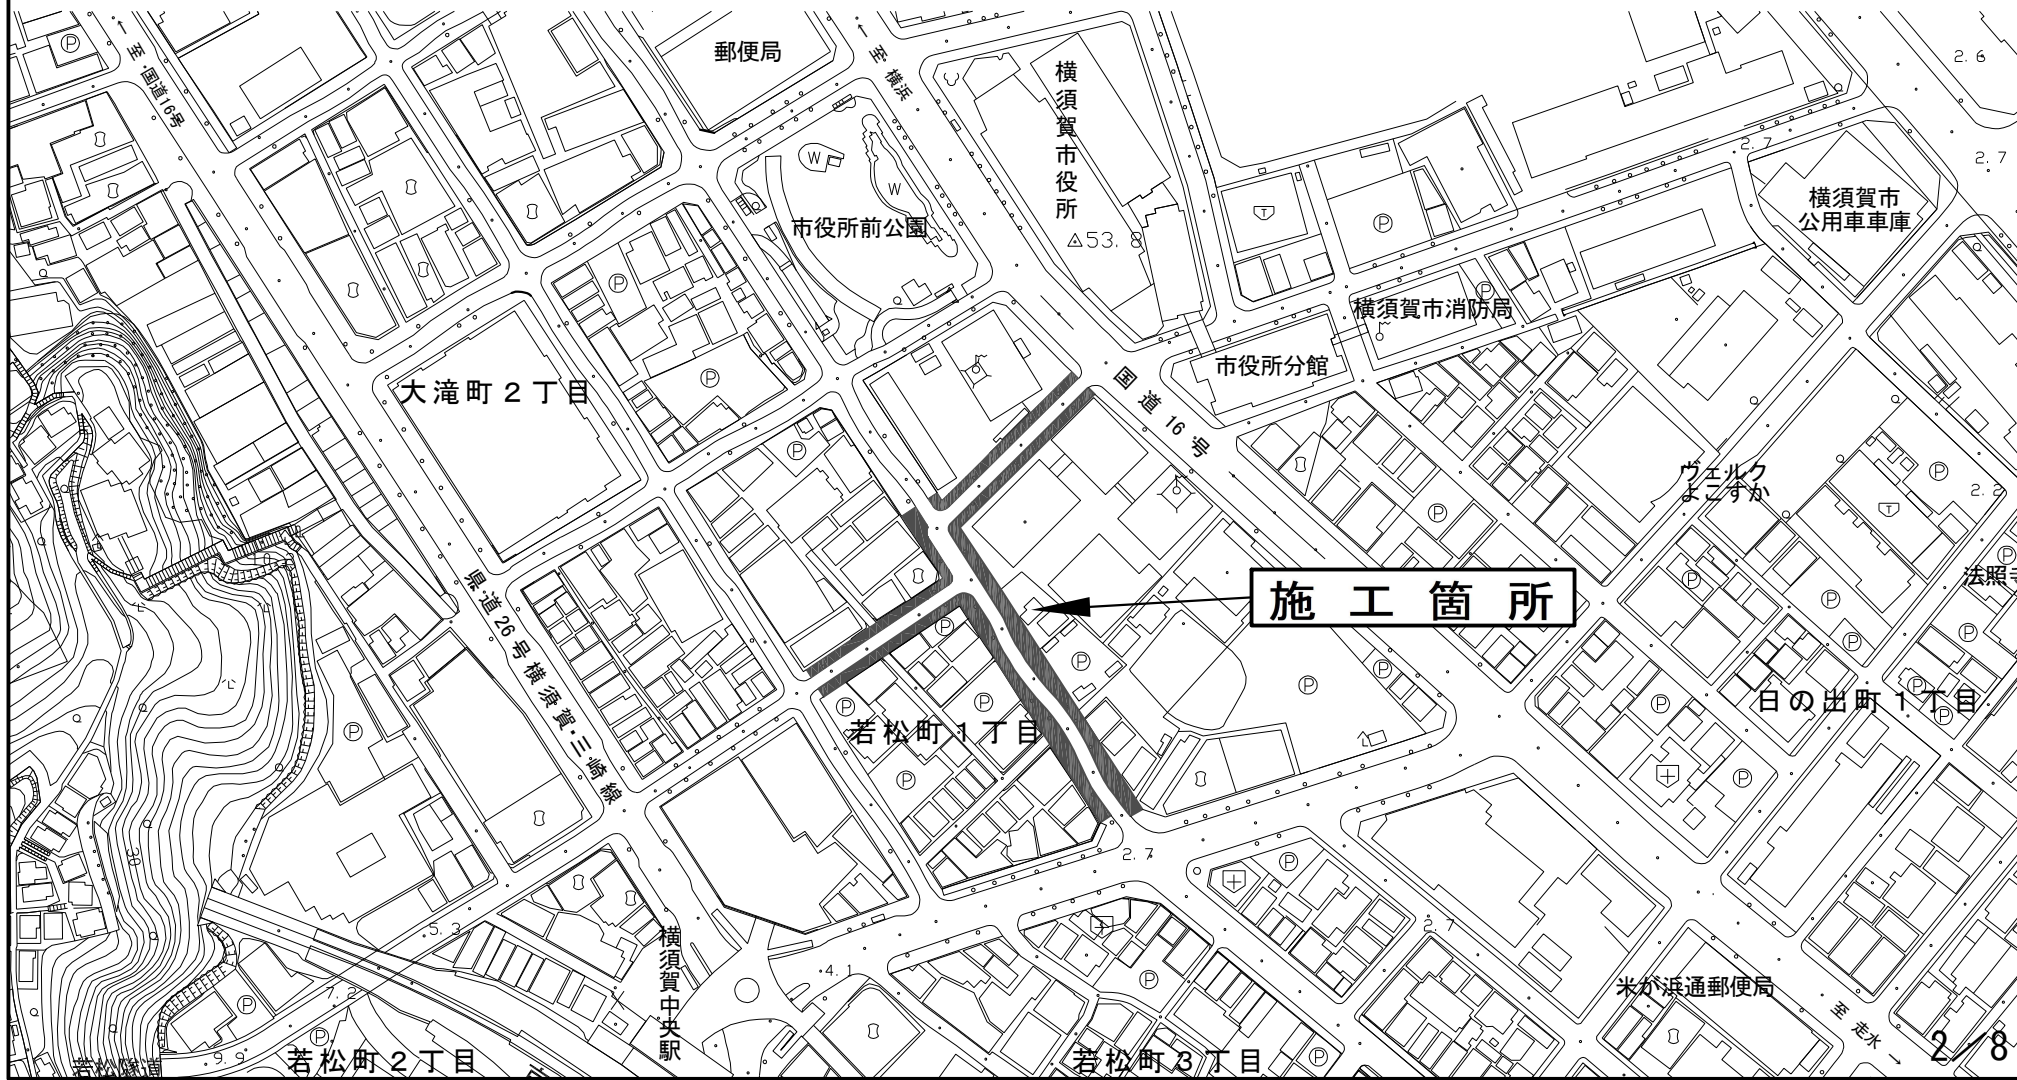 ← 至 国道16号
郵便局
← 至 横浜
横須賀市役所
2.6
2.7
2.7
横須賀市
公用車車庫
W
W
市役所前公園
53.8
P
T
P
P
P
横須賀市消防局
市役所分館
大滝町2丁目
P
国道16号
P
ヴェルク
よこすか
P
2.2
P
T
P
法照寺
県道26号横須賀・三崎線
施工箇所
P
P
P
P
P
P
P
P
P
若松町1丁目
P
P
P
日の出町1丁目
P
P
P
P
P
30
2.7
P
5.3
横須賀中央駅
4.1
2.7
P
米が浜通郵便局
7.2
P
P
9.9
若松隧道
若松町2丁目
若松町3丁目
P
至 走水 →
2/8